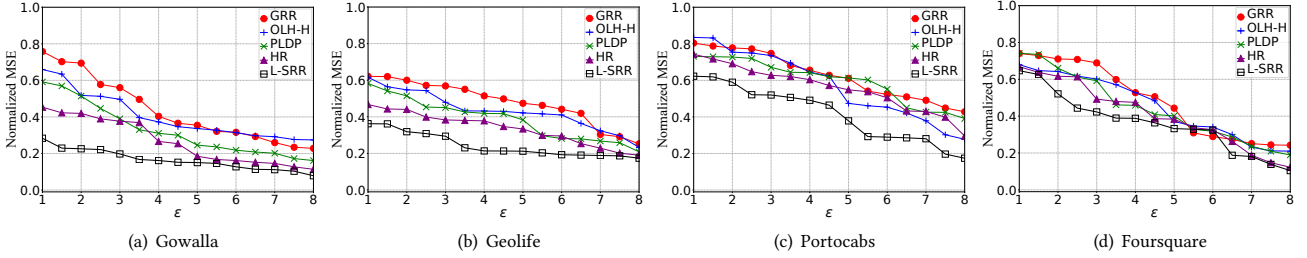 Normalized MSE
1.0
0.8
0.6
0.4
0.2
0.0
1 2 3 4 5 6 7 8
ε
GRR
OLH-H
PLDP
HR
L-SRR
(a) Gowalla
Normalized MSE
1.0
0.8
0.6
0.4
0.2
0.0
1 2 3 4 5 6 7 8
ε
GRR
OLH-H
PLDP
HR
L-SRR
(b) Geolife
Normalized MSE
1.0
0.8
0.6
0.4
0.2
0.0
1 2 3 4 5 6 7 8
ε
GRR
OLH-H
PLDP
HR
L-SRR
(c) Portocabs
Normalized MSE
1.0
0.8
0.6
0.4
0.2
0.0
1 2 3 4 5 6 7 8
ε
GRR
OLH-H
PLDP
HR
L-SRR
(d) Foursquare